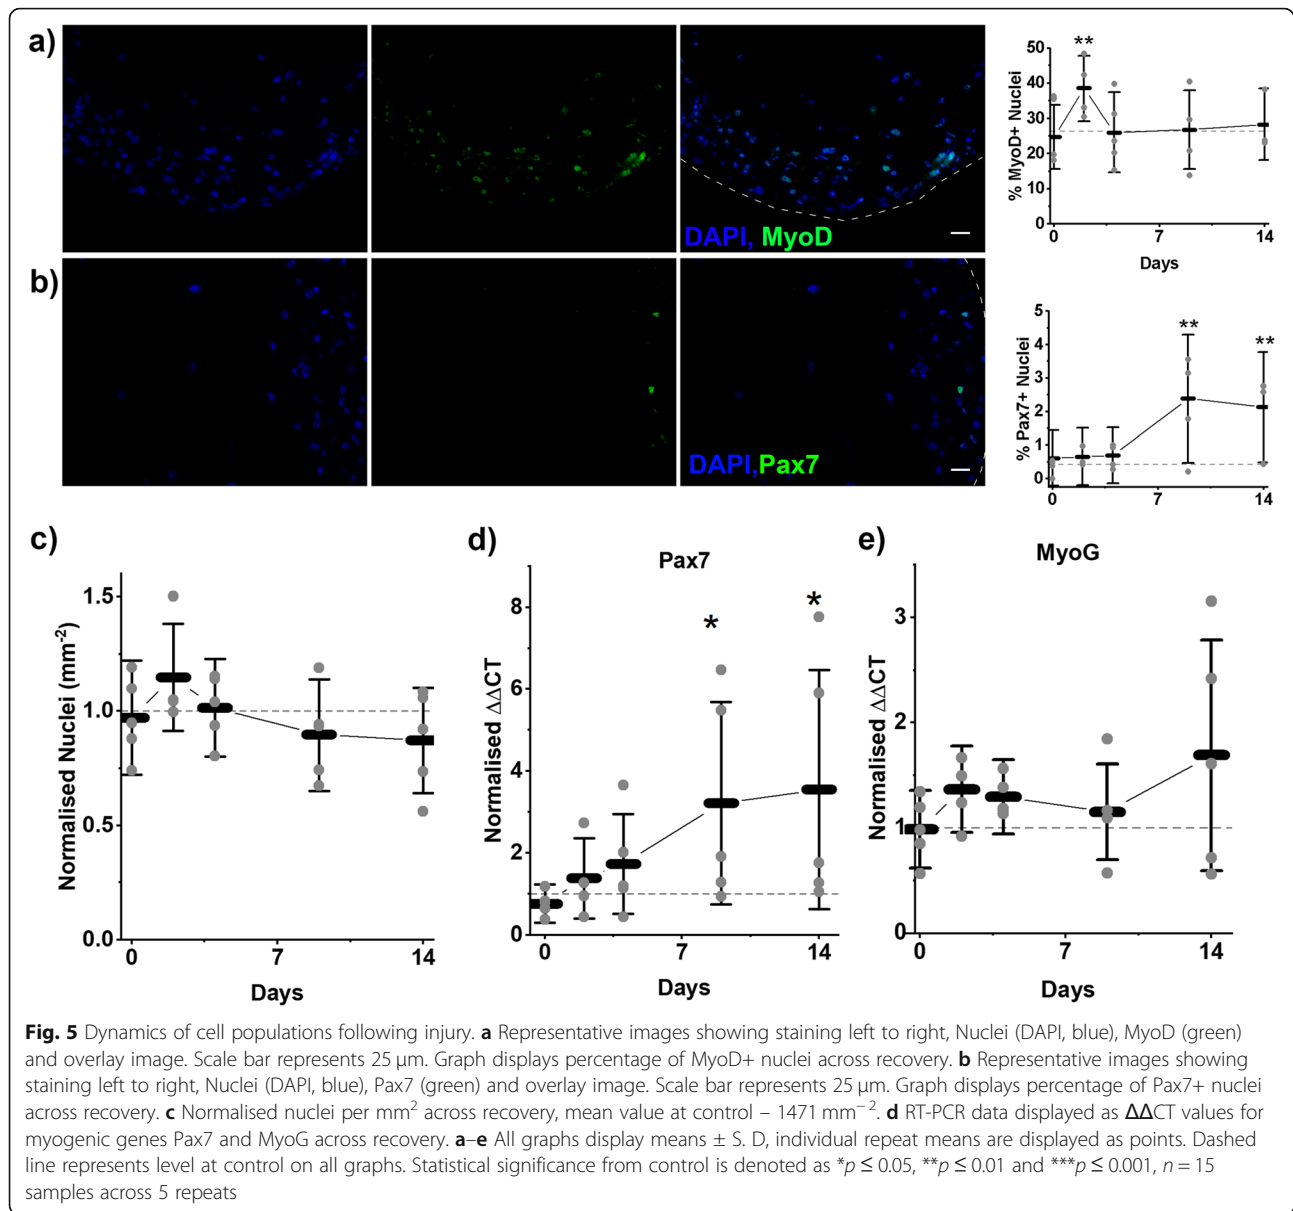 a)
DAPI, MyoD
**
% MyoD+ Nuclei
50
40
30
20
10
0
0
7
14
Days
b)
DAPI,Pax7
**
**
% Pax7+ Nuclei
5
4
3
2
1
0
0
7
14
c)
Normalised Nuclei (mm⁻²)
1.5
1.0
0.5
0.0
0
7
14
Days
d)
Pax7
*
*
Normalised ΔΔCT
8
6
4
2
0
0
7
14
Days
e)
MyoG
Normalised ΔΔCT
3
2
1
0
0
7
14
Days
Fig. 5 Dynamics of cell populations following injury. a Representative images showing staining left to right, Nuclei (DAPI, blue), MyoD (green)
and overlay image. Scale bar represents 25 μm. Graph displays percentage of MyoD+ nuclei across recovery. b Representative images showing
staining left to right, Nuclei (DAPI, blue), Pax7 (green) and overlay image. Scale bar represents 25 μm. Graph displays percentage of Pax7+ nuclei
across recovery. c Normalised nuclei per mm² across recovery, mean value at control – 1471 mm⁻². d RT-PCR data displayed as ΔΔCT values for
myogenic genes Pax7 and MyoG across recovery. a–e All graphs display means ± S. D, individual repeat means are displayed as points. Dashed
line represents level at control on all graphs. Statistical significance from control is denoted as *p ≤ 0.05, **p ≤ 0.01 and ***p ≤ 0.001, n = 15
samples across 5 repeats